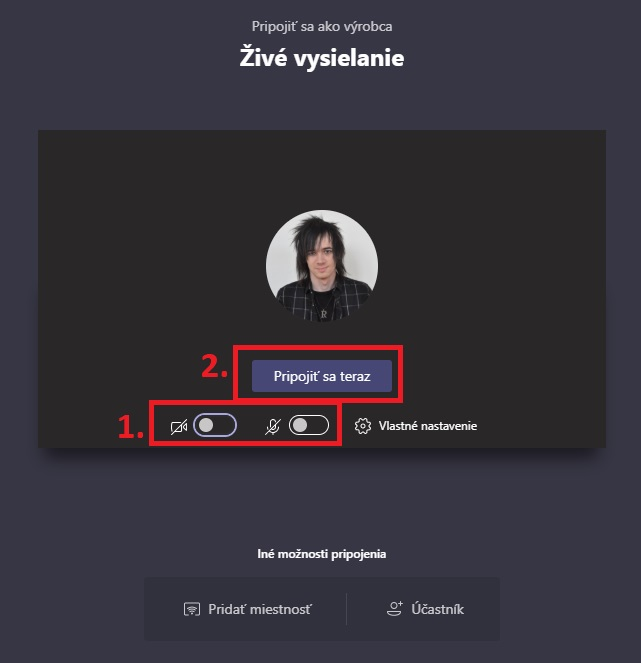 Pripojiť sa ako výrobca
Živé vysielanie
2.
Pripojiť sa teraz
1.
Vlastné nastavenie
Iné možnosti pripojenia
Pridať miestnosť
Účastník